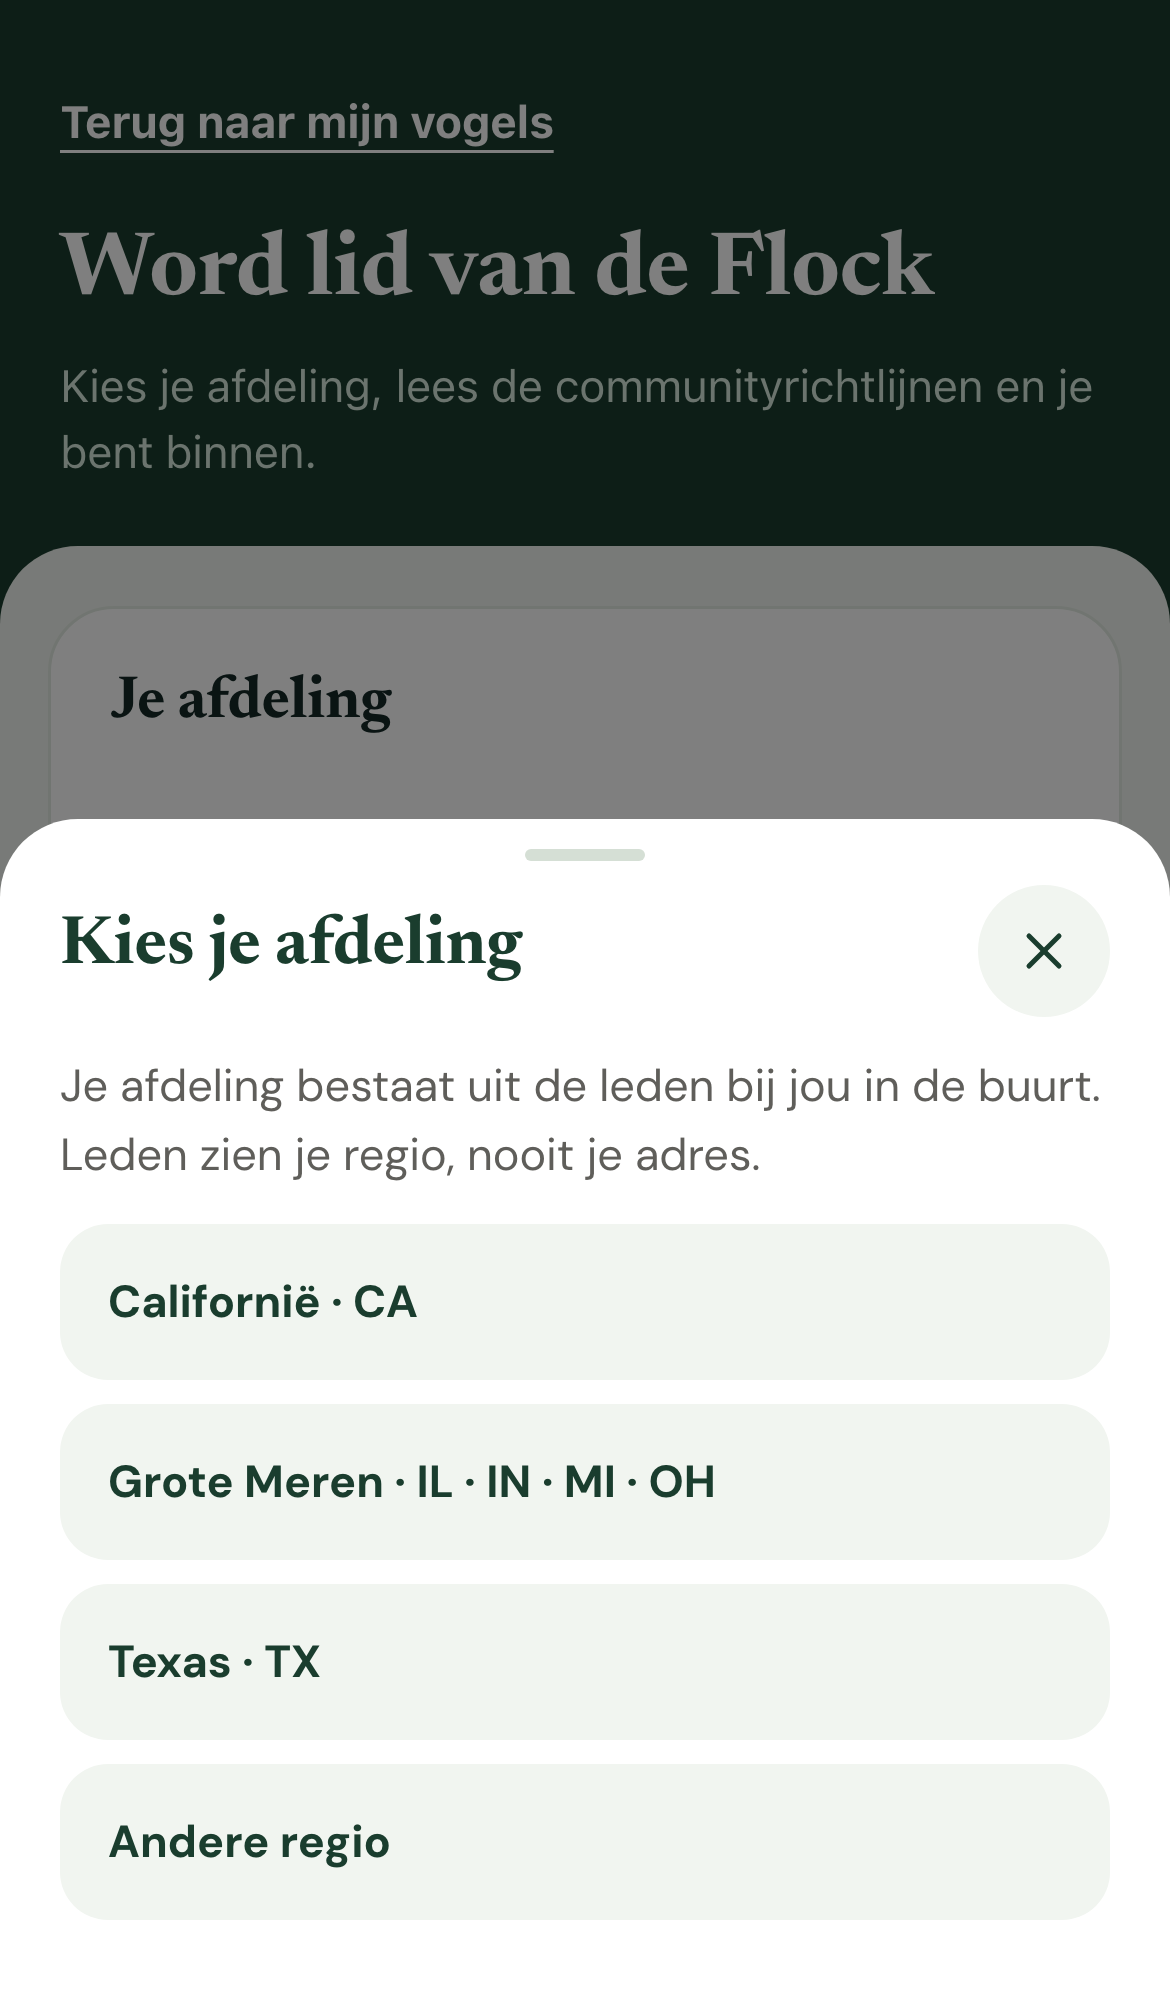 Terug naar mijn vogels
Word lid van de Flock
Kies je afdeling, lees de communityrichtlijnen en je
bent binnen.
Je afdeling
Kies je afdeling
Je afdeling bestaat uit de leden bij jou in de buurt.
Leden zien je regio, nooit je adres.
Californië · CA
Grote Meren · IL · IN · MI · OH
Texas · TX
Andere regio